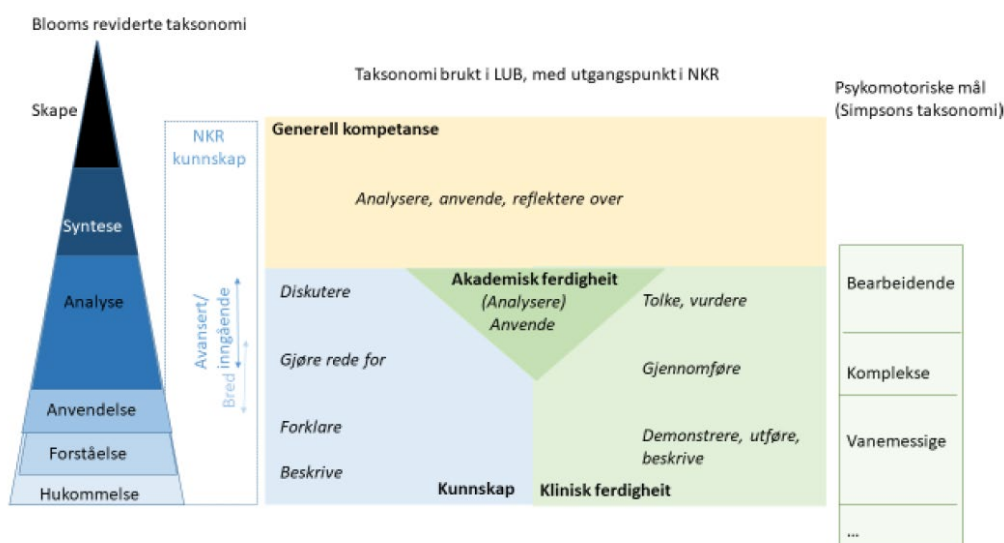 Blooms reviderte taksonomi
Skape
Syntese
Analyse
Anvendelse
Forståelse
Hukommelse
NKR
kunnskap
Avansert/
inngående
Bred
Taksonomi brukt i LUB, med utgangspunkt i NKR
Generell kompetanse
Analysere, anvende, reflektere over
Diskutere
Gjøre rede for
Forklare
Beskrive
Kunnskap
Akademisk ferdighet
(Analysere)
Anvende
Tolke, vurdere
Gjennomføre
Demonstrere, utføre,
beskrive
Klinisk ferdighet
Psykomotoriske mål
(Simpsons taksonomi)
Bearbeidende
Komplekse
Vanemessige
...